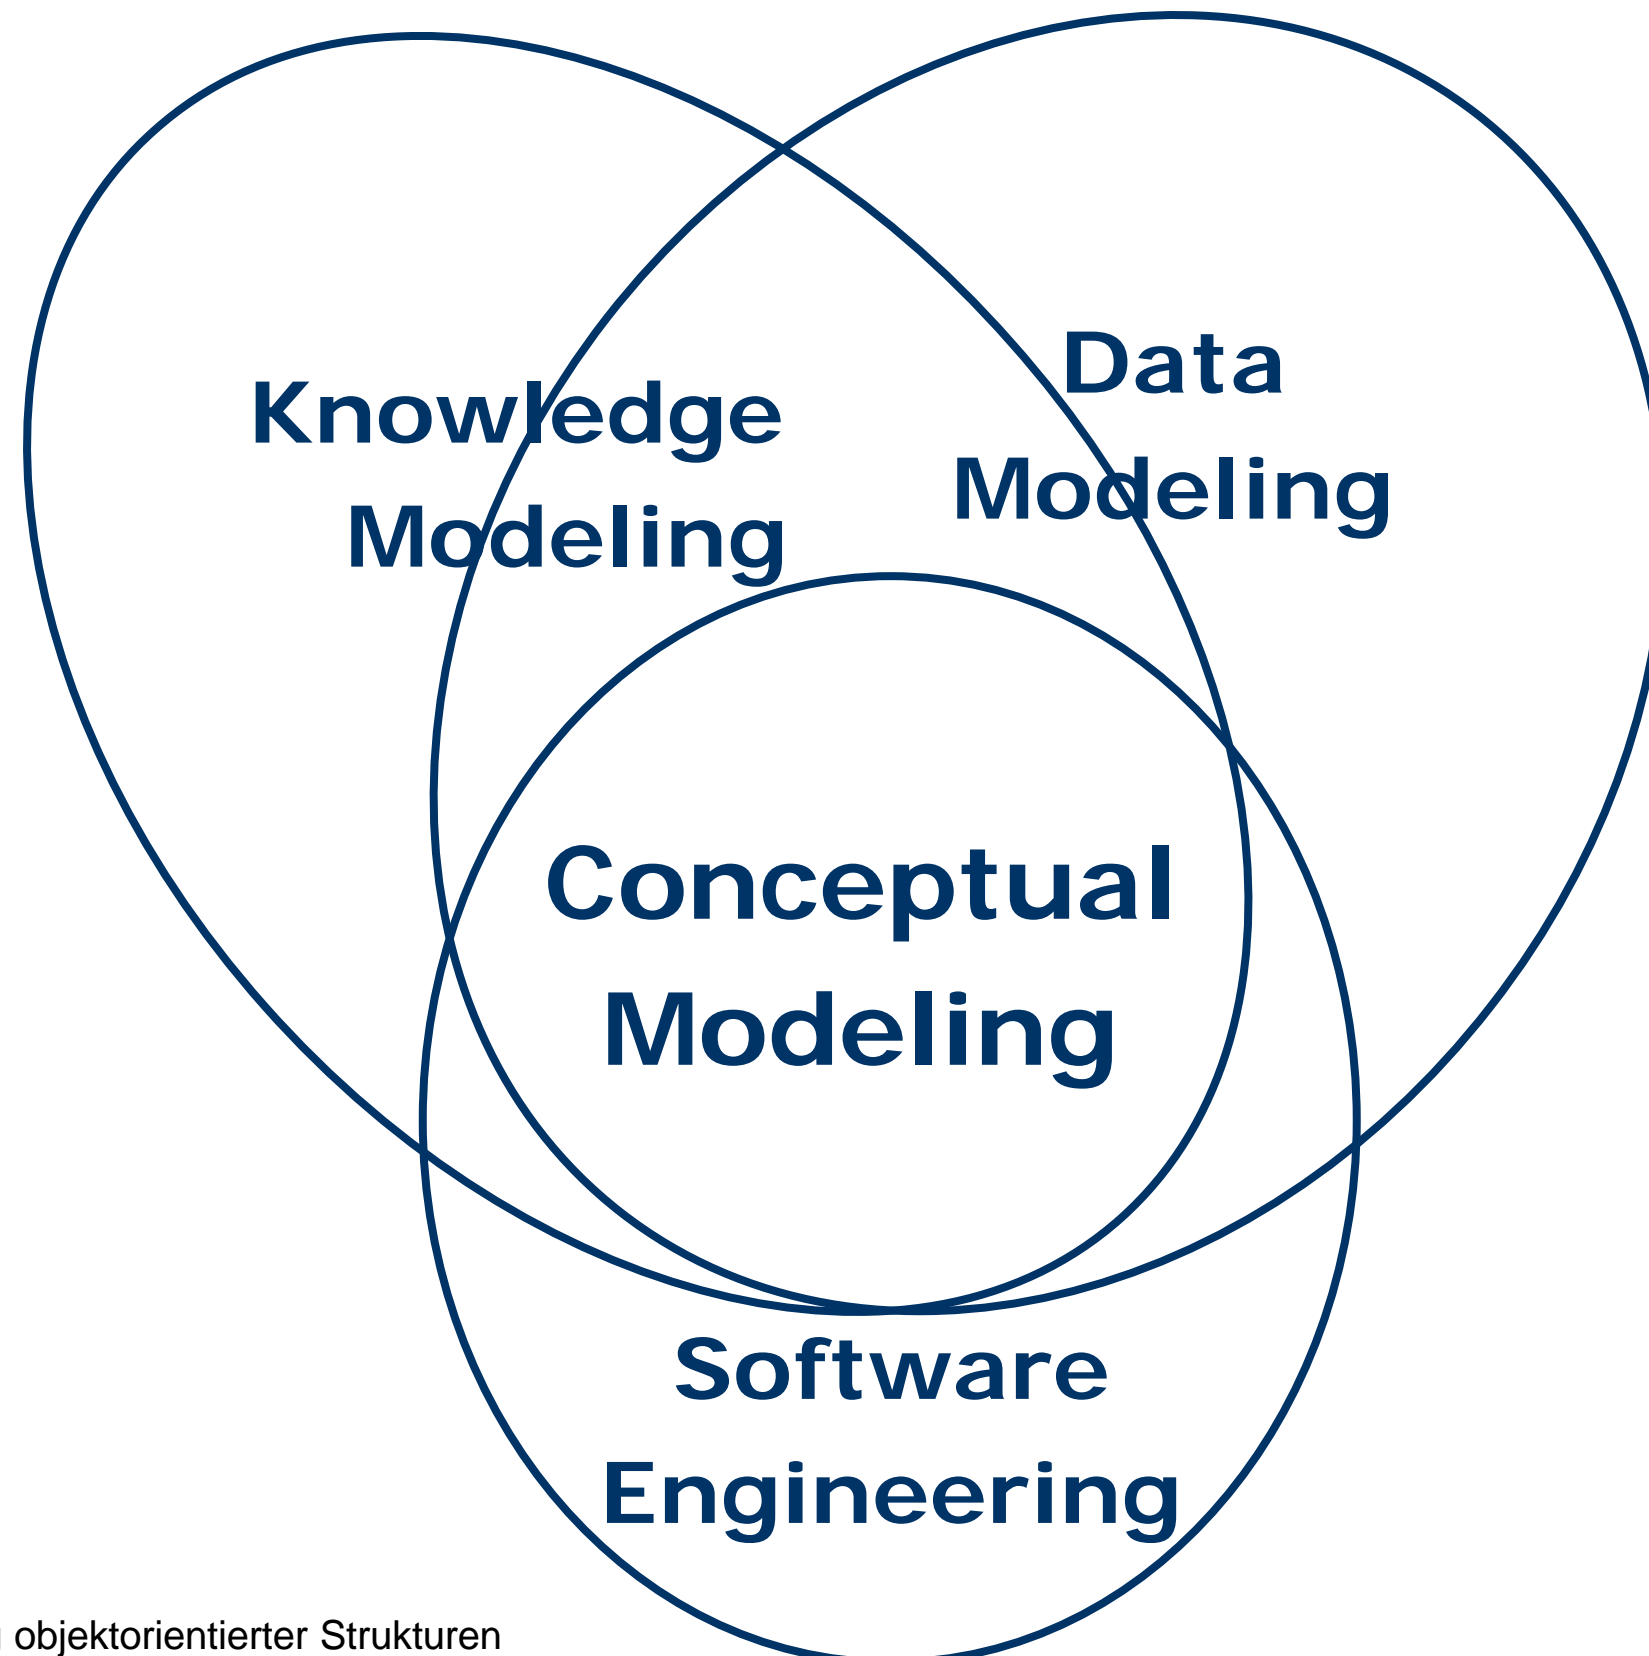 Knowledge
Modeling
Data
Modeling
Conceptual
Modeling
Software
Engineering
objektorientierter Strukturen